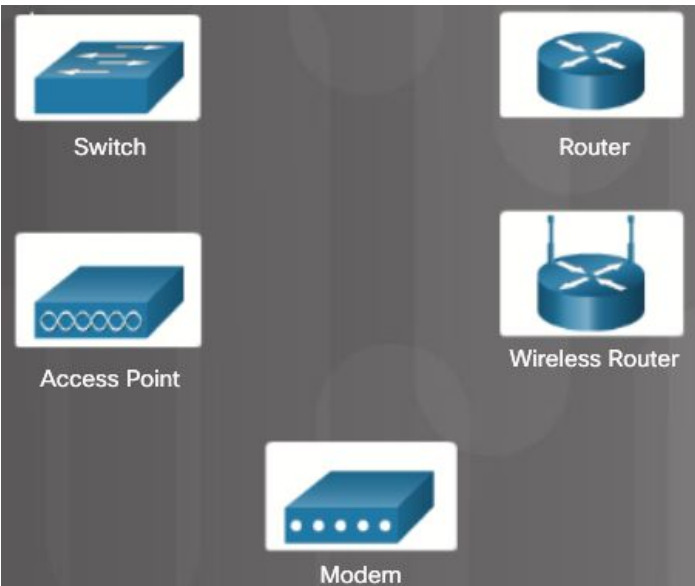 Switch
Router
Access Point
Wireless Router
Modem